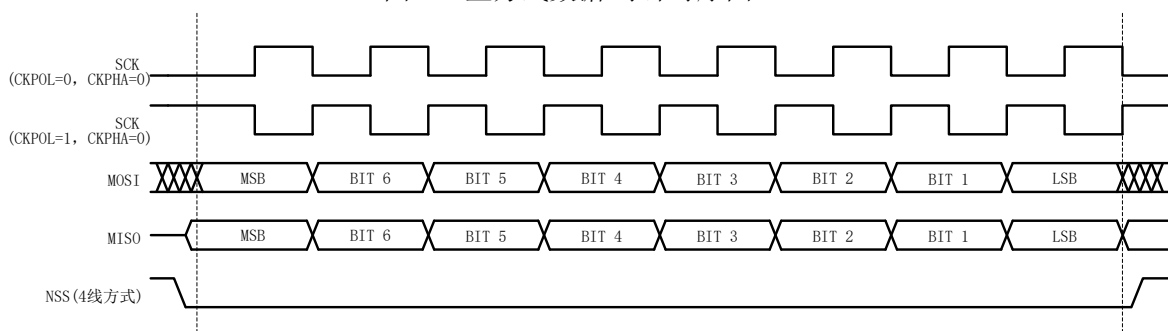 SCK
(CKPOL=0, CKPHA=0)
SCK
(CKPOL=1, CKPHA=0)
MOSI MSB BIT 6 BIT 5 BIT 4 BIT 3 BIT 2 BIT 1 LSB
MISO MSB BIT 6 BIT 5 BIT 4 BIT 3 BIT 2 BIT 1 LSB
NSS(4线方式)